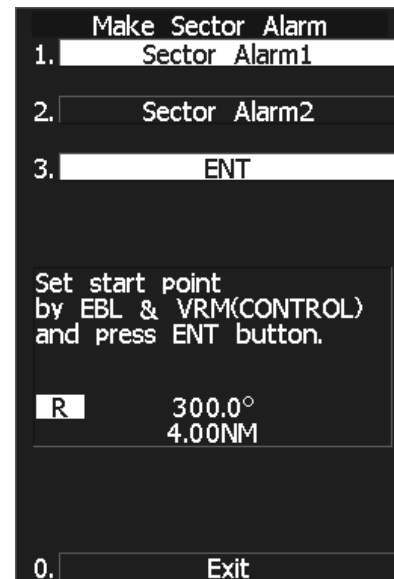 Make Sector Alarm
1. Sector Alarm1
2. Sector Alarm2
3. ENT
Set start point
by EBL & VRM(CONTROL)
and press ENT button.
R 300.0°
4.00NM
0. Exit